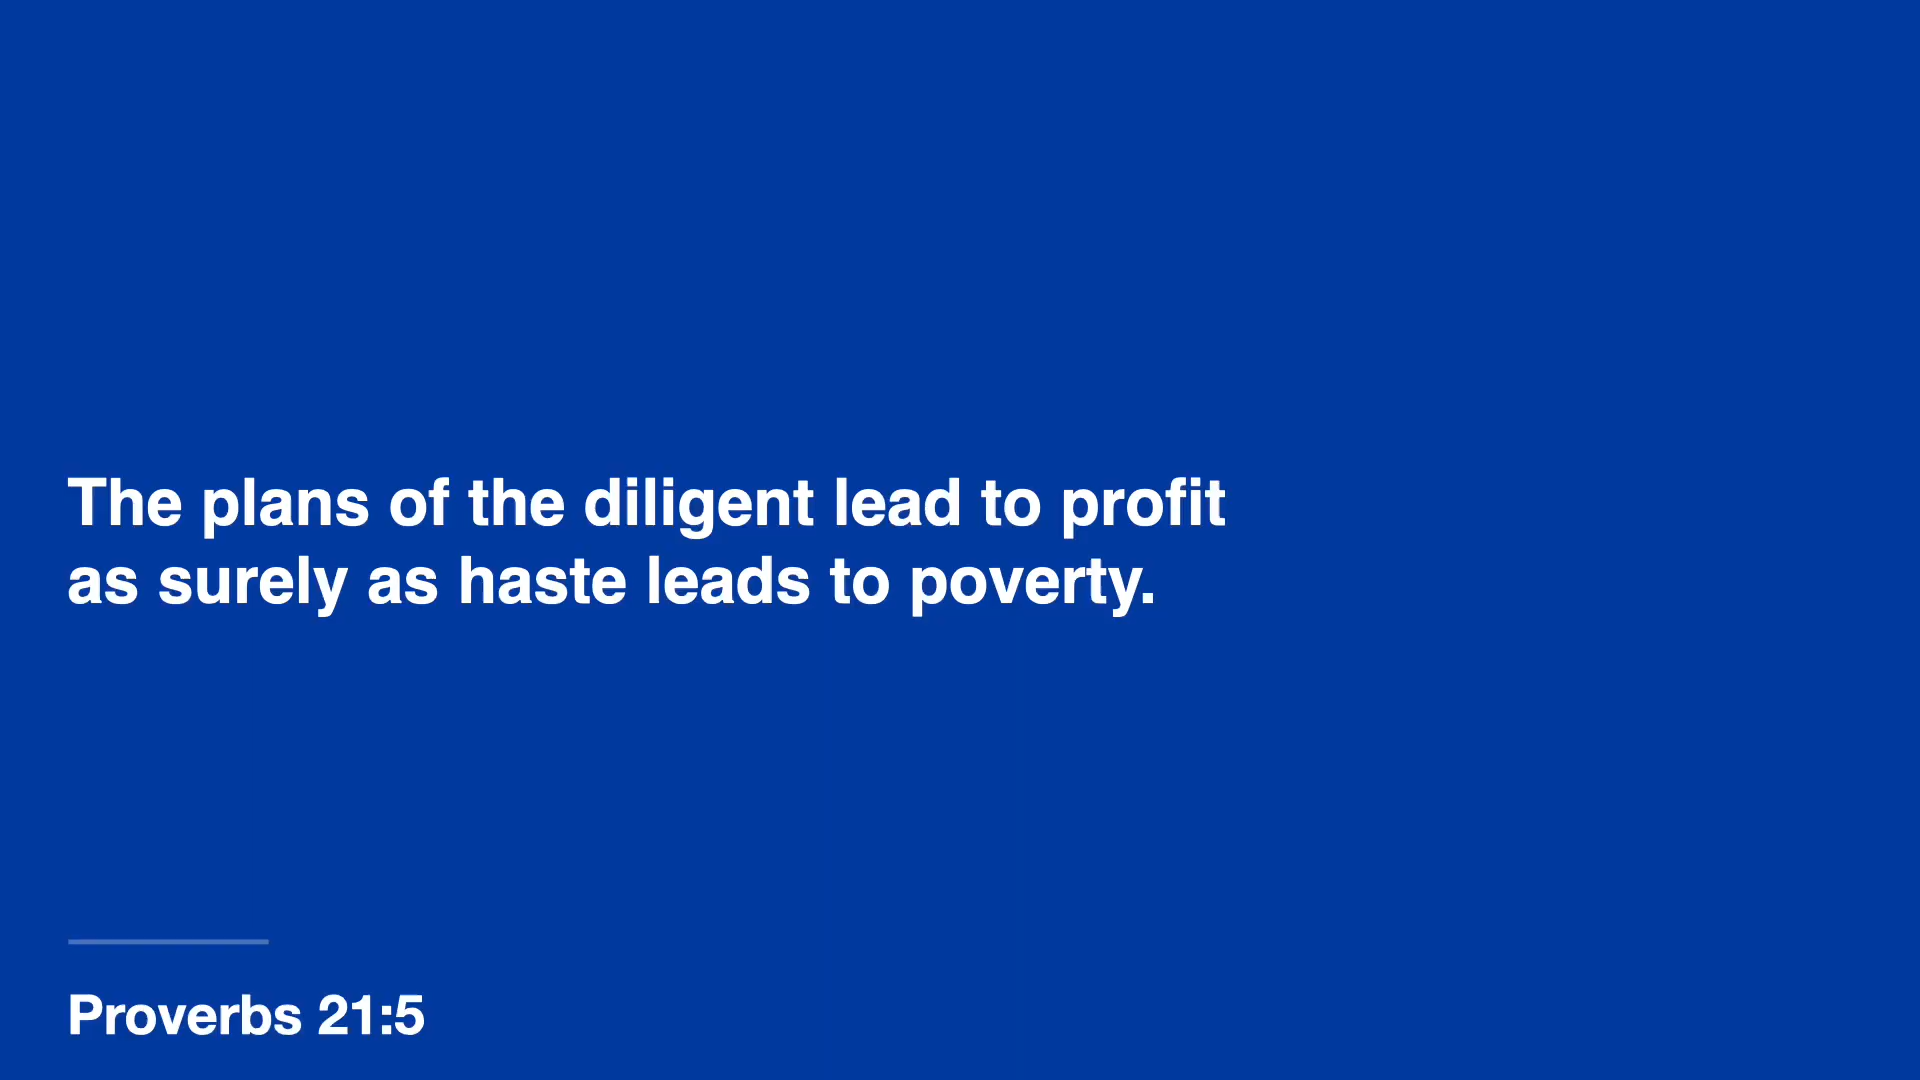 The plans of the diligent lead to profit
as surely as haste leads to poverty.
Proverbs 21:5